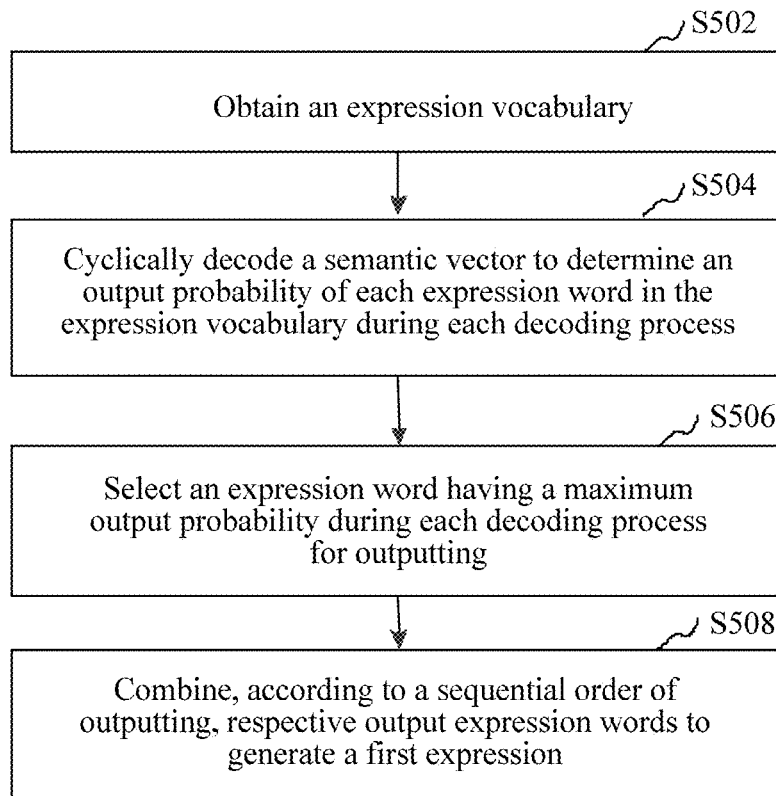 S502
Obtain an expression vocabulary
S504
Cyclically decode a semantic vector to determine an
output probability of each expression word in the
expression vocabulary during each decoding process
S506
Select an expression word having a maximum
output probability during each decoding process
for outputting
S508
Combine, according to a sequential order of
outputting, respective output expression words to
generate a first expression